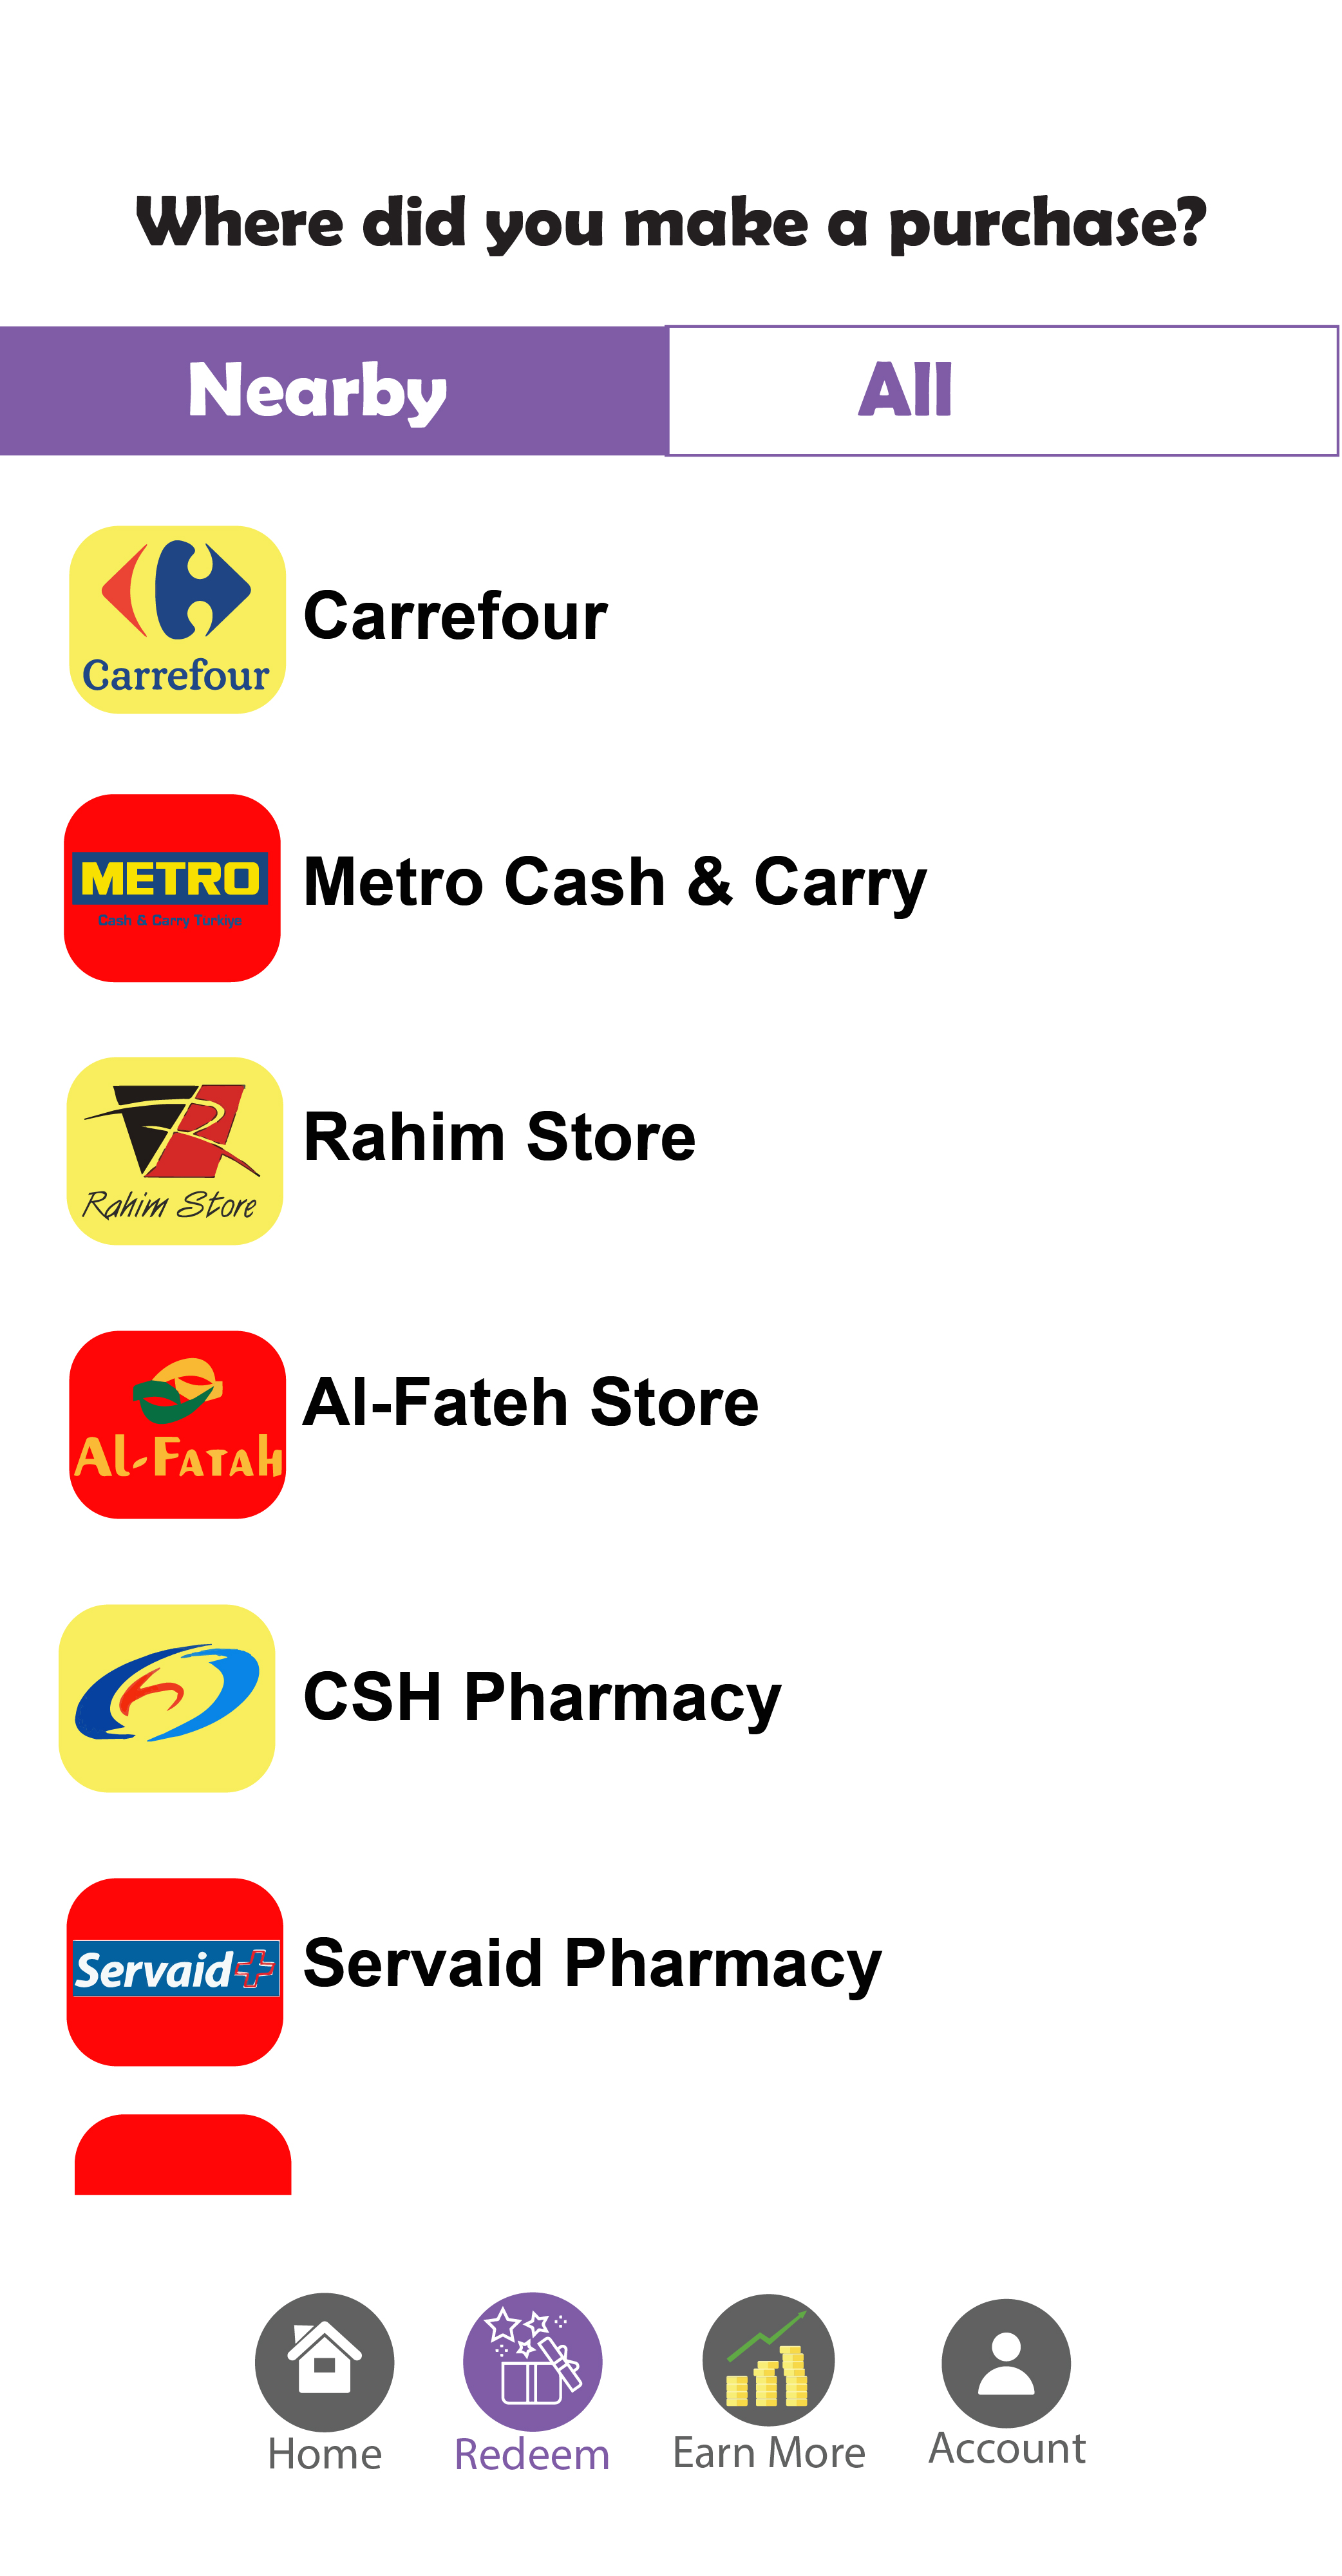 Where did you make a purchase?
Nearby
All
Carrefour
Carrefour
METRO
Cash & Carry Türkiye
Metro Cash & Carry
Rahim Store
Rahim Store
Al-Fatah
Al-Fateh Store
CSH Pharmacy
Servaid
Servaid Pharmacy
Home
Redeem
Earn More
Account